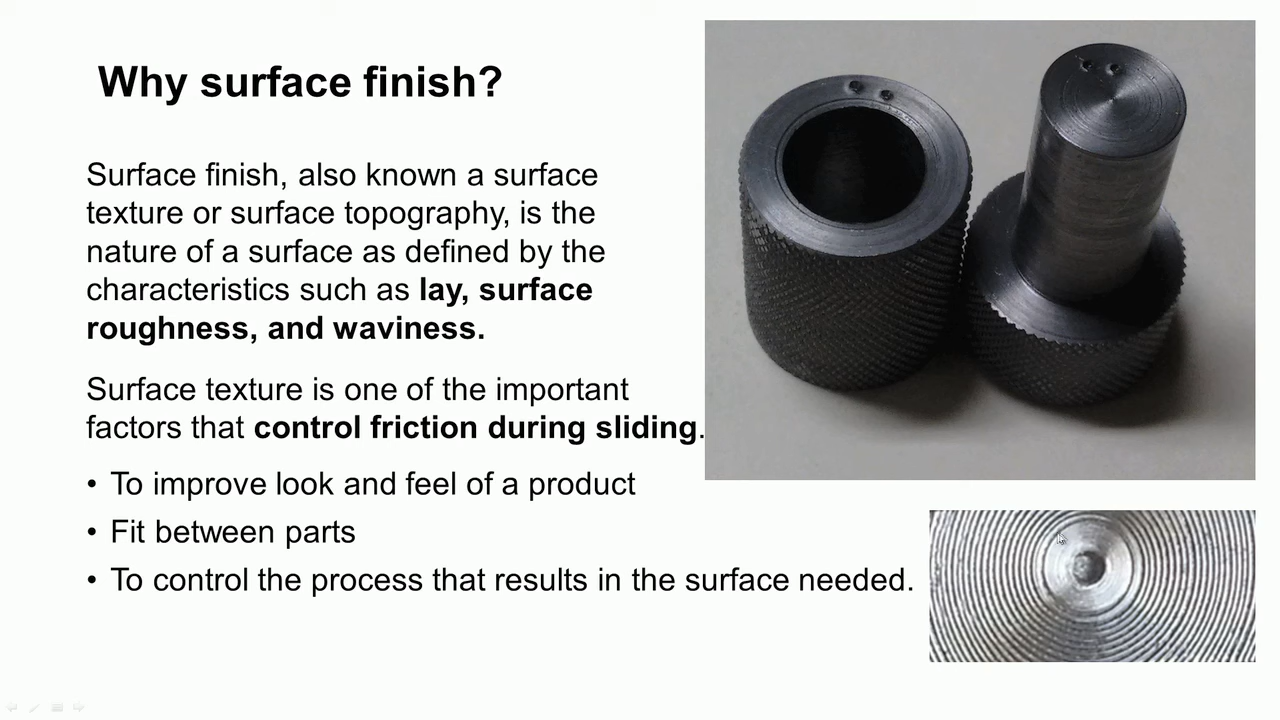 Why surface finish?
Surface finish, also known a surface
texture or surface topography, is the
nature of a surface as defined by the
characteristics such as lay, surface
roughness, and waviness.
Surface texture is one of the important
factors that control friction during sliding.
• To improve look and feel of a product
• Fit between parts
• To control the process that results in the surface needed.